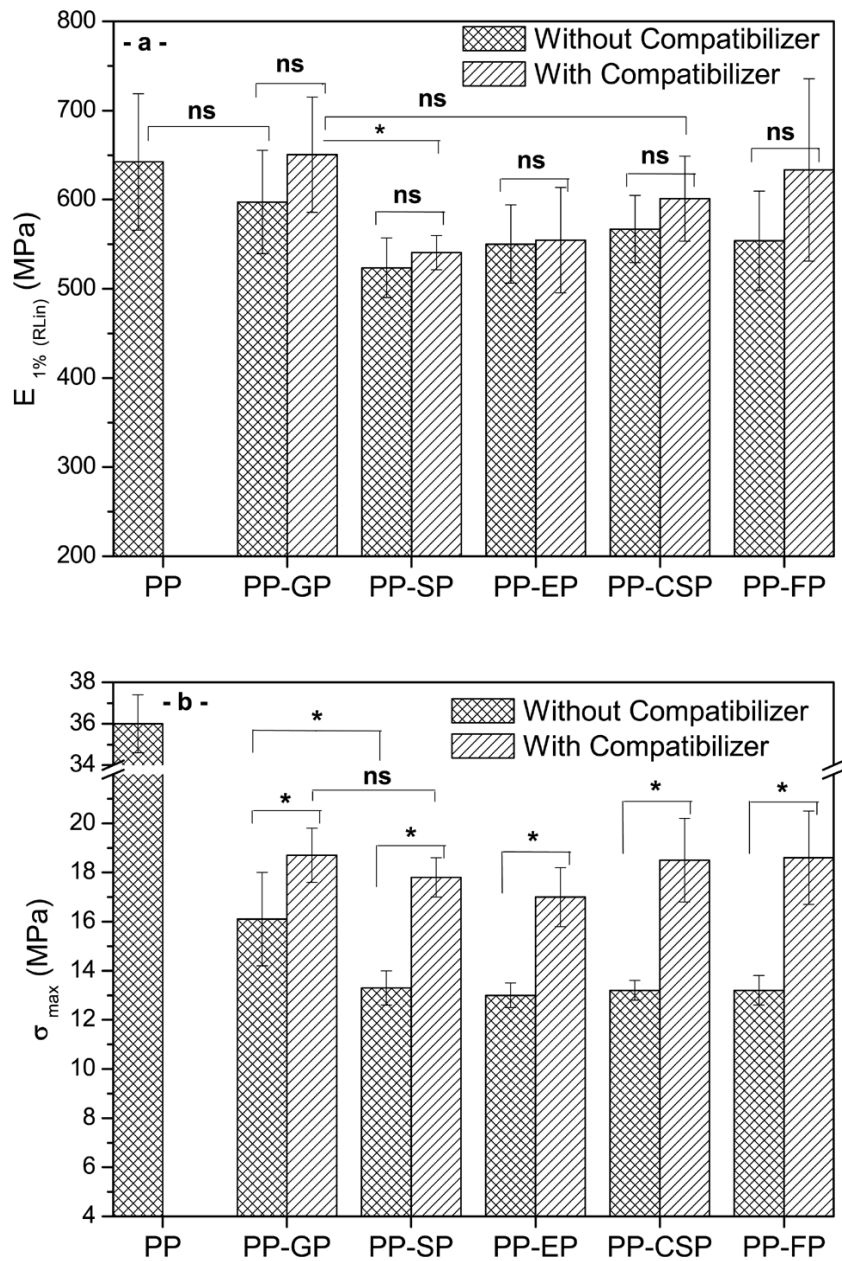 - a -
Without Compatibilizer
With Compatibilizer
ns
ns
ns
*
ns
ns
ns
ns
800
700
600
500
400
300
200
E 1% (RLin) (MPa)
PP PP-GP PP-SP PP-EP PP-CSP PP-FP
- b -
Without Compatibilizer
With Compatibilizer
*
ns
*
*
*
*
*
38
36
34
20
18
16
14
12
10
8
6
4
σ max (MPa)
PP PP-GP PP-SP PP-EP PP-CSP PP-FP